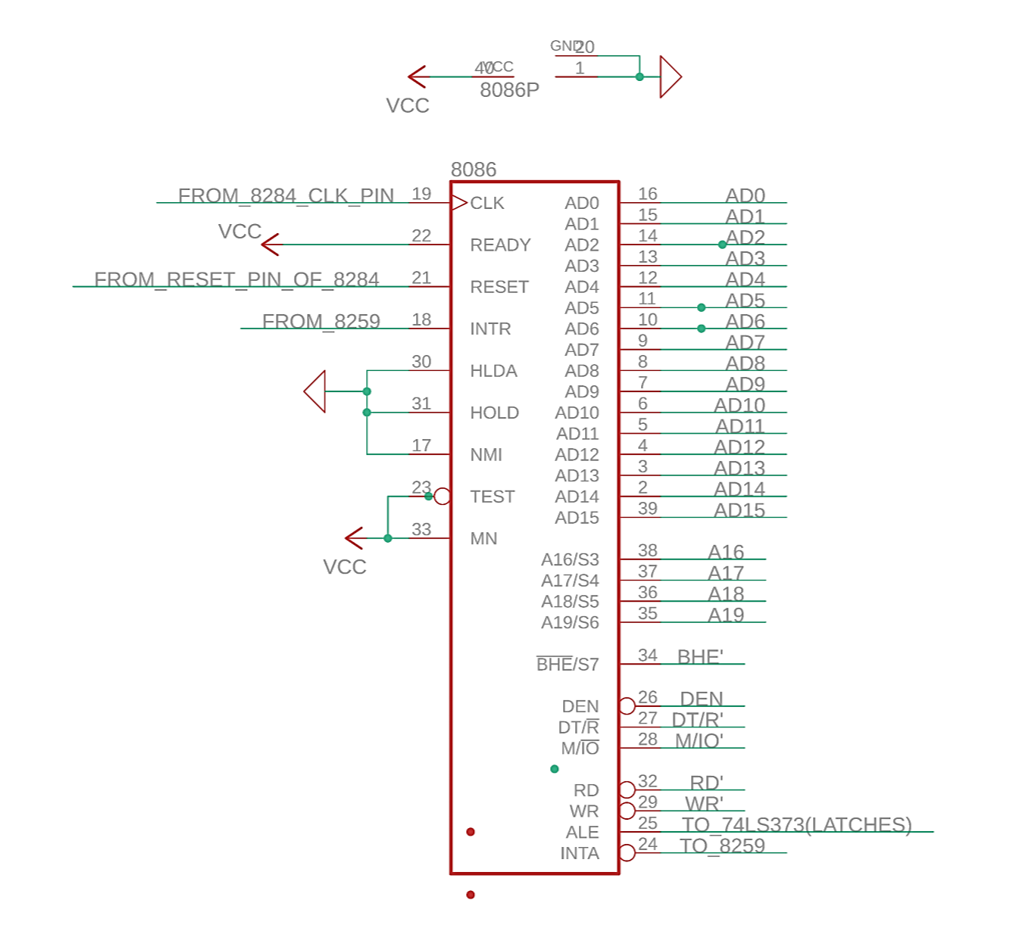 GND 20
40 VCC 1
8086P
VCC
8086
FROM_8284_CLK_PIN 19 CLK AD0 16 AD0
AD1 15 AD1
VCC 22 READY AD2 14 AD2
AD3 13 AD3
FROM_RESET_PIN_OF_8284 21 RESET AD4 12 AD4
AD5 11 AD5
FROM_8259 18 INTR AD6 10 AD6
AD7 9 AD7
30 HLDA AD8 8 AD8
AD9 7 AD9
31 HOLD AD10 6 AD10
AD11 5 AD11
17 NMI AD12 4 AD12
AD13 3 AD13
23 TEST AD14 2 AD14
AD15 39 AD15
33 MN
VCC
A16/S3 38 A16
A17/S4 37 A17
A18/S5 36 A18
A19/S6 35 A19
BHE/S7 34 BHE'
DEN 26 DEN
DT/R 27 DT/R'
M/IO 28 M/IO'
RD 32 RD'
WR 29 WR'
ALE 25 TO_74LS373(LATCHES)
INTA 24 TO_8259